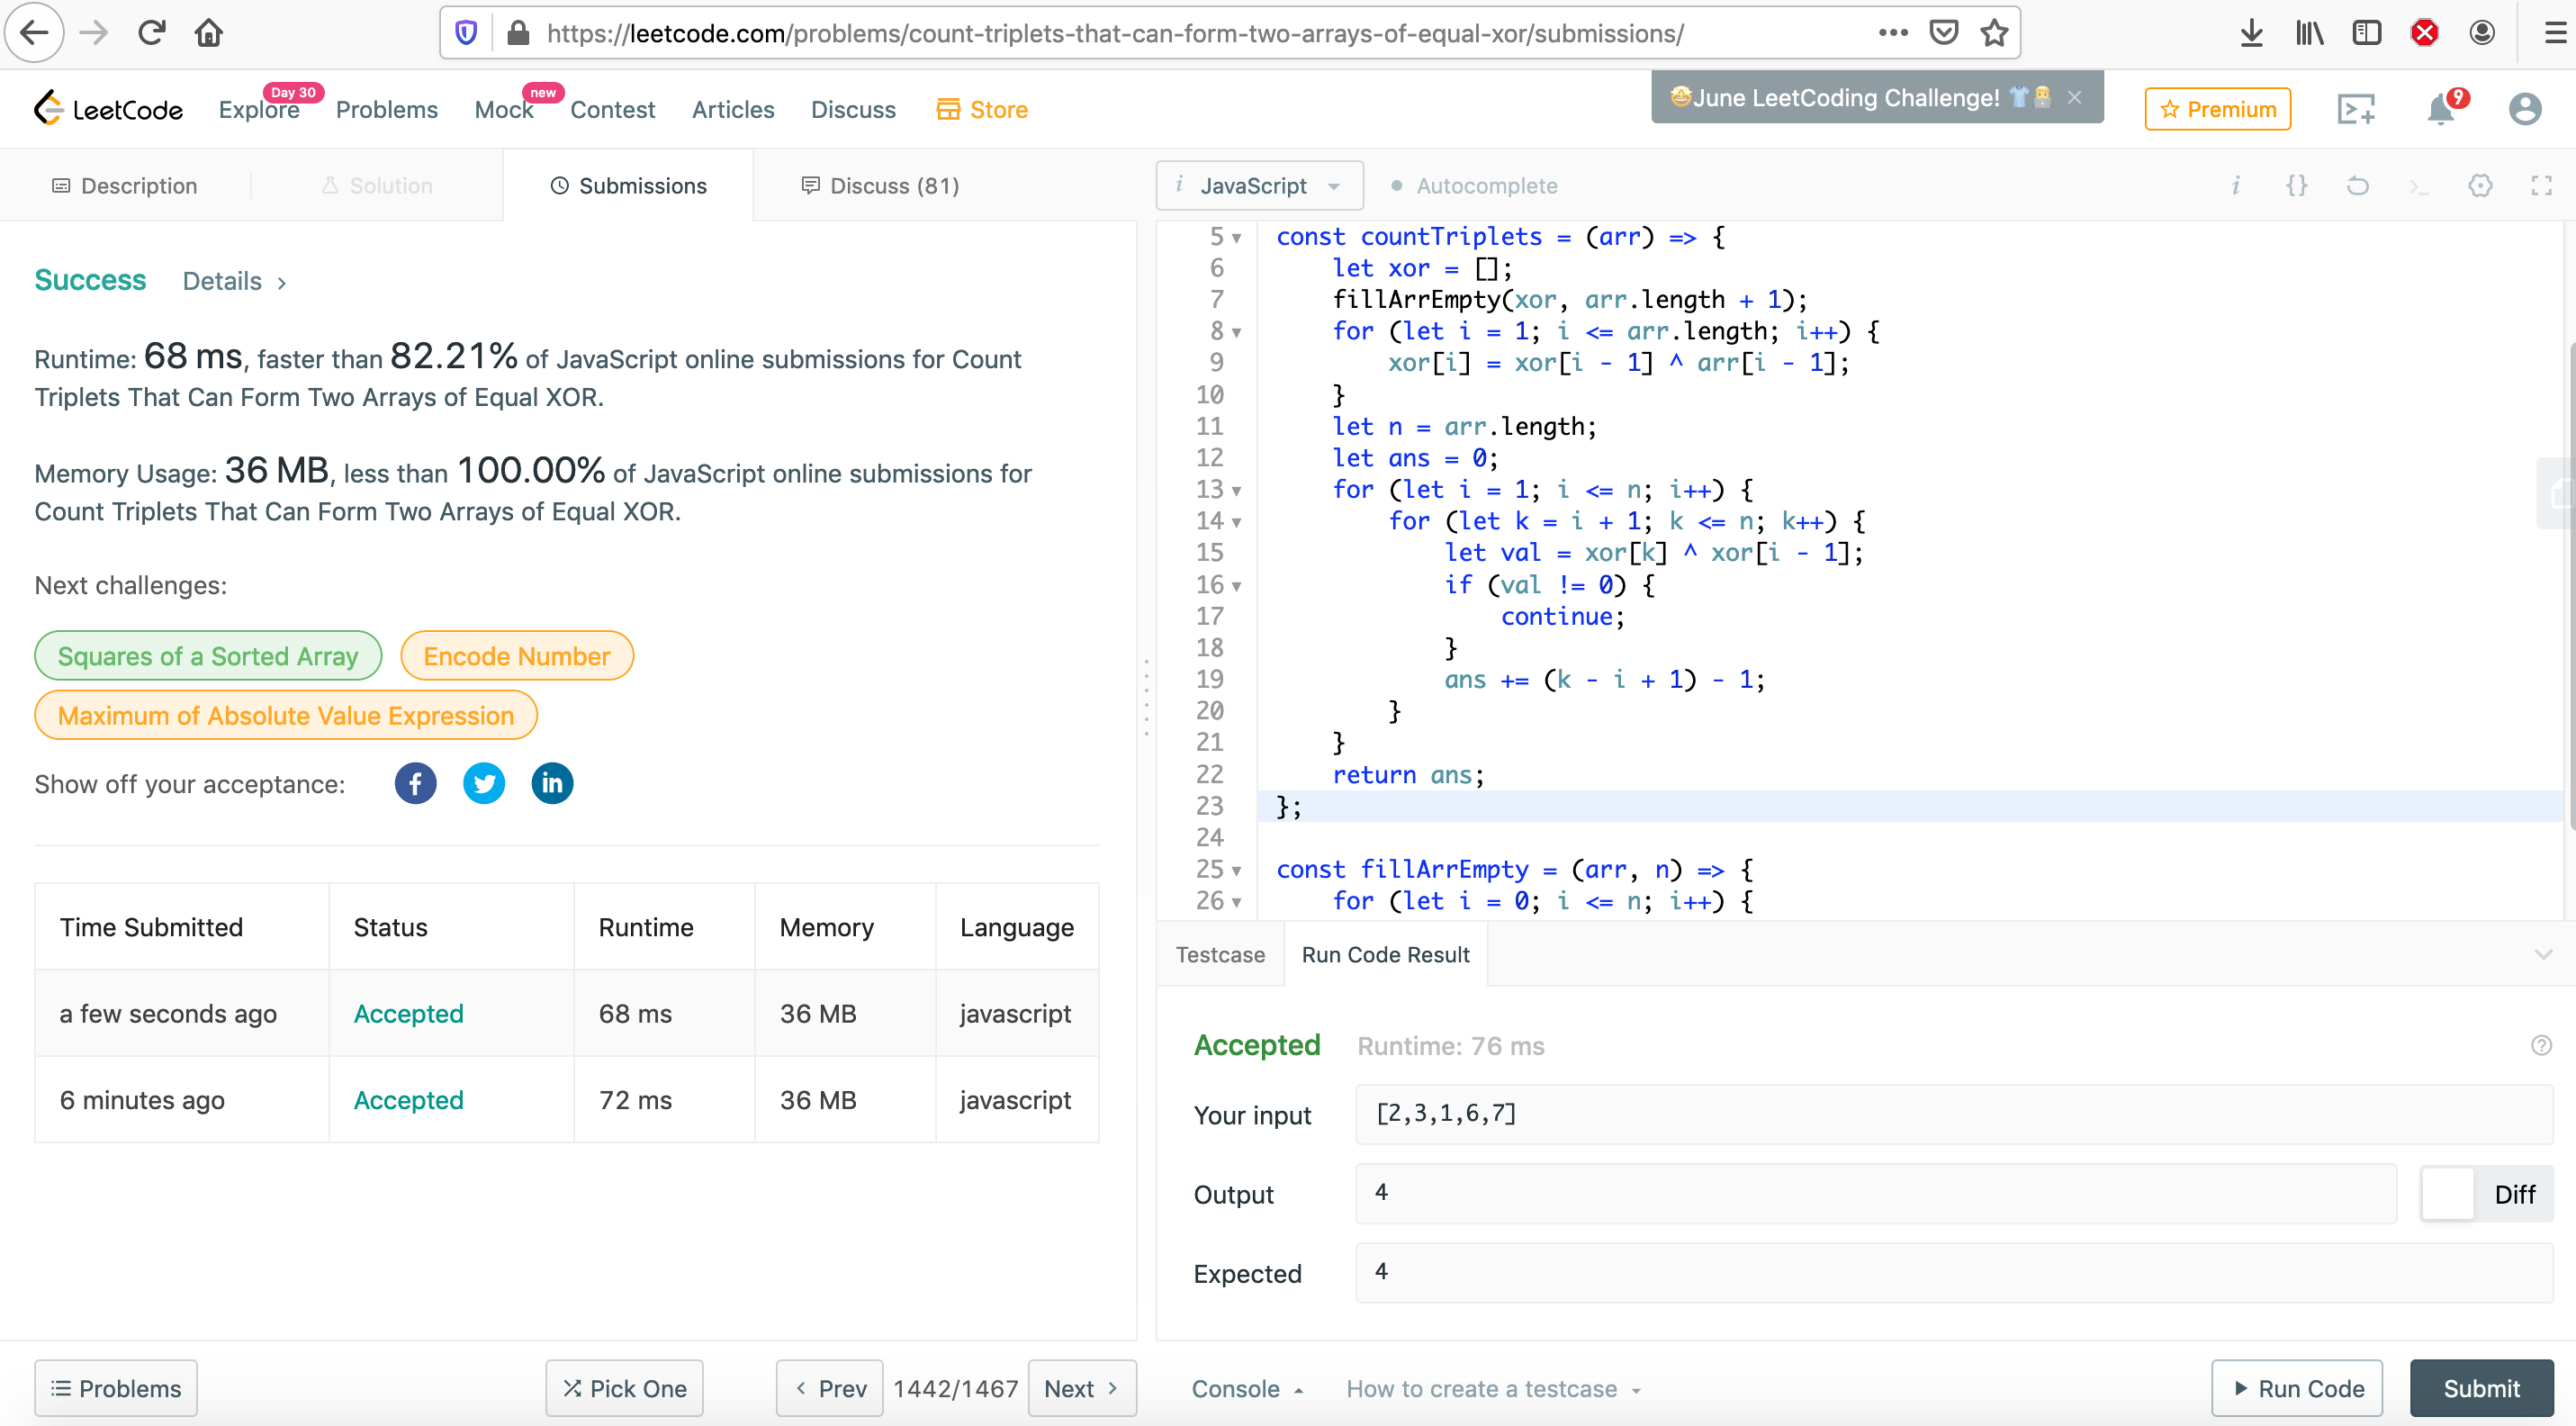 https://leetcode.com/problems/count-triplets-that-can-form-two-arrays-of-equal-xor/submissions/
LeetCode
Explore
Day 30
Problems
Mock
new
Contest
Articles
Discuss
Store
June LeetCoding Challenge!
Premium
9
Description
Solution
Submissions
Discuss (81)
i JavaScript
Autocomplete
Success
Details
Runtime: 68 ms, faster than 82.21% of JavaScript online submissions for Count
Triplets That Can Form Two Arrays of Equal XOR.
Memory Usage: 36 MB, less than 100.00% of JavaScript online submissions for
Count Triplets That Can Form Two Arrays of Equal XOR.
Next challenges:
Squares of a Sorted Array
Encode Number
Maximum of Absolute Value Expression
Show off your acceptance:
Time Submitted Status Runtime Memory Language
a few seconds ago Accepted 68 ms 36 MB javascript
6 minutes ago Accepted 72 ms 36 MB javascript
5 const countTriplets = (arr) => {
6 let xor = [];
7 fillArrEmpty(xor, arr.length + 1);
8 for (let i = 1; i <= arr.length; i++) {
9 xor[i] = xor[i - 1] ^ arr[i - 1];
10 }
11 let n = arr.length;
12 let ans = 0;
13 for (let i = 1; i <= n; i++) {
14 for (let k = i + 1; k <= n; k++) {
15 let val = xor[k] ^ xor[i - 1];
16 if (val != 0) {
17 continue;
18 }
19 ans += (k - i + 1) - 1;
20 }
21 }
22 return ans;
23 };
24
25 const fillArrEmpty = (arr, n) => {
26 for (let i = 0; i <= n; i++) {
Testcase
Run Code Result
Accepted Runtime: 76 ms
Your input [2,3,1,6,7]
Output 4
Diff
Expected 4
Problems
Pick One
Prev
1442/1467
Next
Console
How to create a testcase
Run Code
Submit